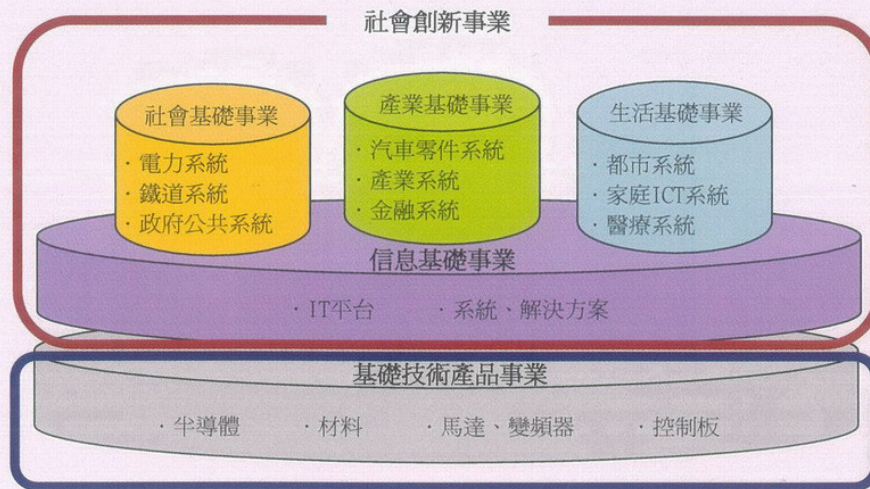 社會創新事業
社會基礎事業
・電力系統
・鐵道系統
・政府公共系統
產業基礎事業
・汽車零件系統
・產業系統
・金融系統
生活基礎事業
・都市系統
・家庭ICT系統
・醫療系統
信息基礎事業
・IT平台 ・系統、解決方案
基礎技術產品事業
・半導體 ・材料 ・馬達、變頻器 ・控制板